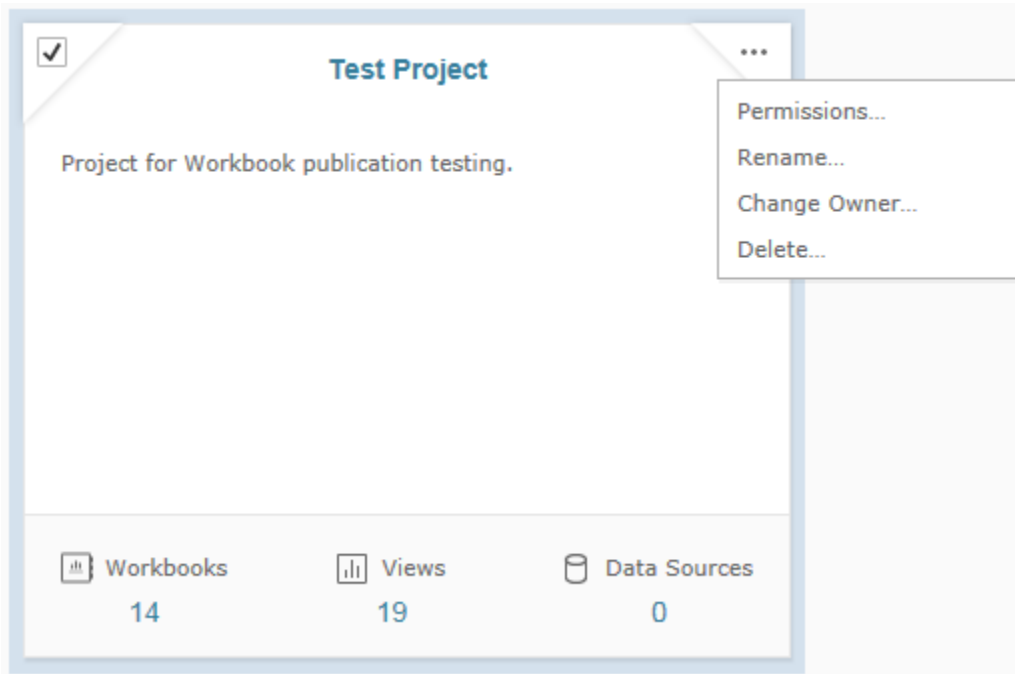 Test Project
Project for Workbook publication testing.
Permissions...
Rename...
Change Owner...
Delete...
Workbooks Views Data Sources
14 19 0